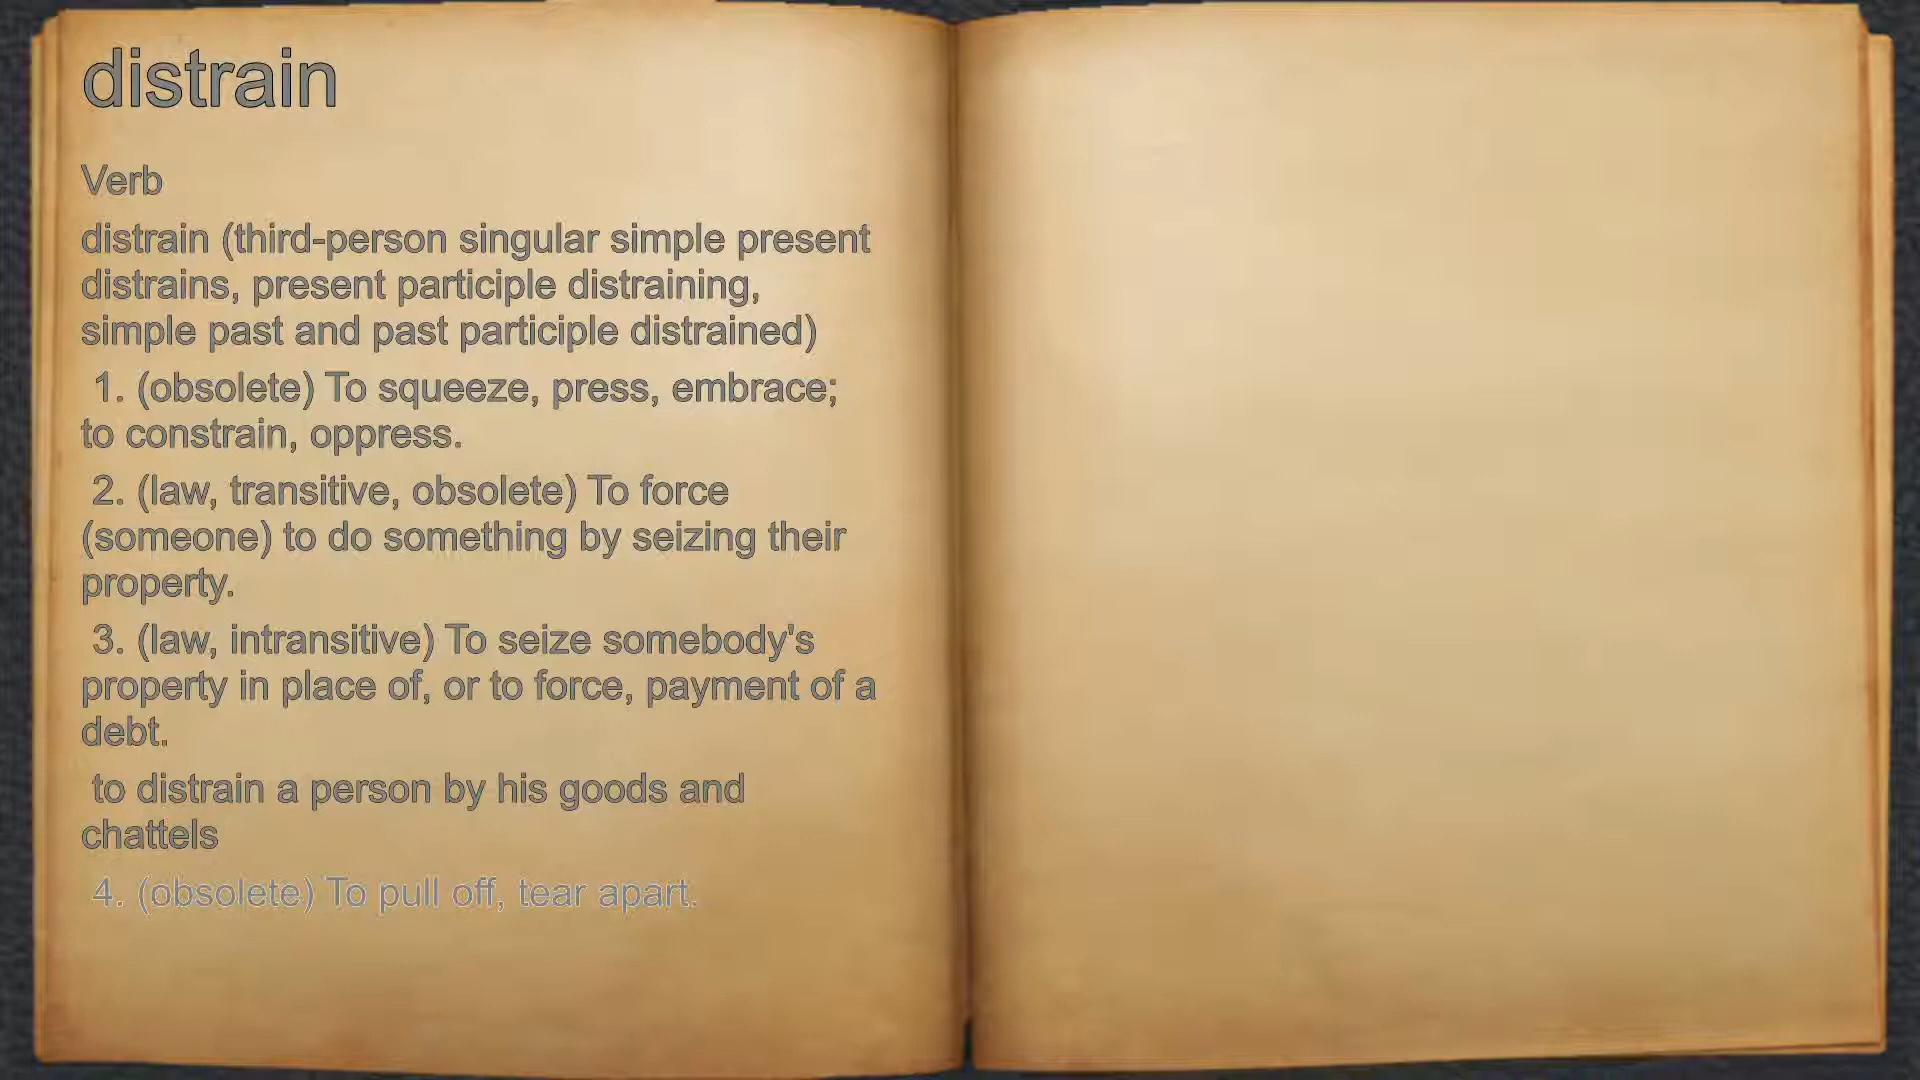 distrain
Verb
distrain (third-person singular simple present
distrains, present participle distraining,
simple past and past participle distrained)
1. (obsolete) To squeeze, press, embrace;
to constrain, oppress.
2. (law, transitive, obsolete) To force
(someone) to do something by seizing their
property.
3. (law, intransitive) To seize somebody's
property in place of, or to force, payment of a
debt.
to distrain a person by his goods and
chattels
4. (obsolete) To pull off, tear apart.